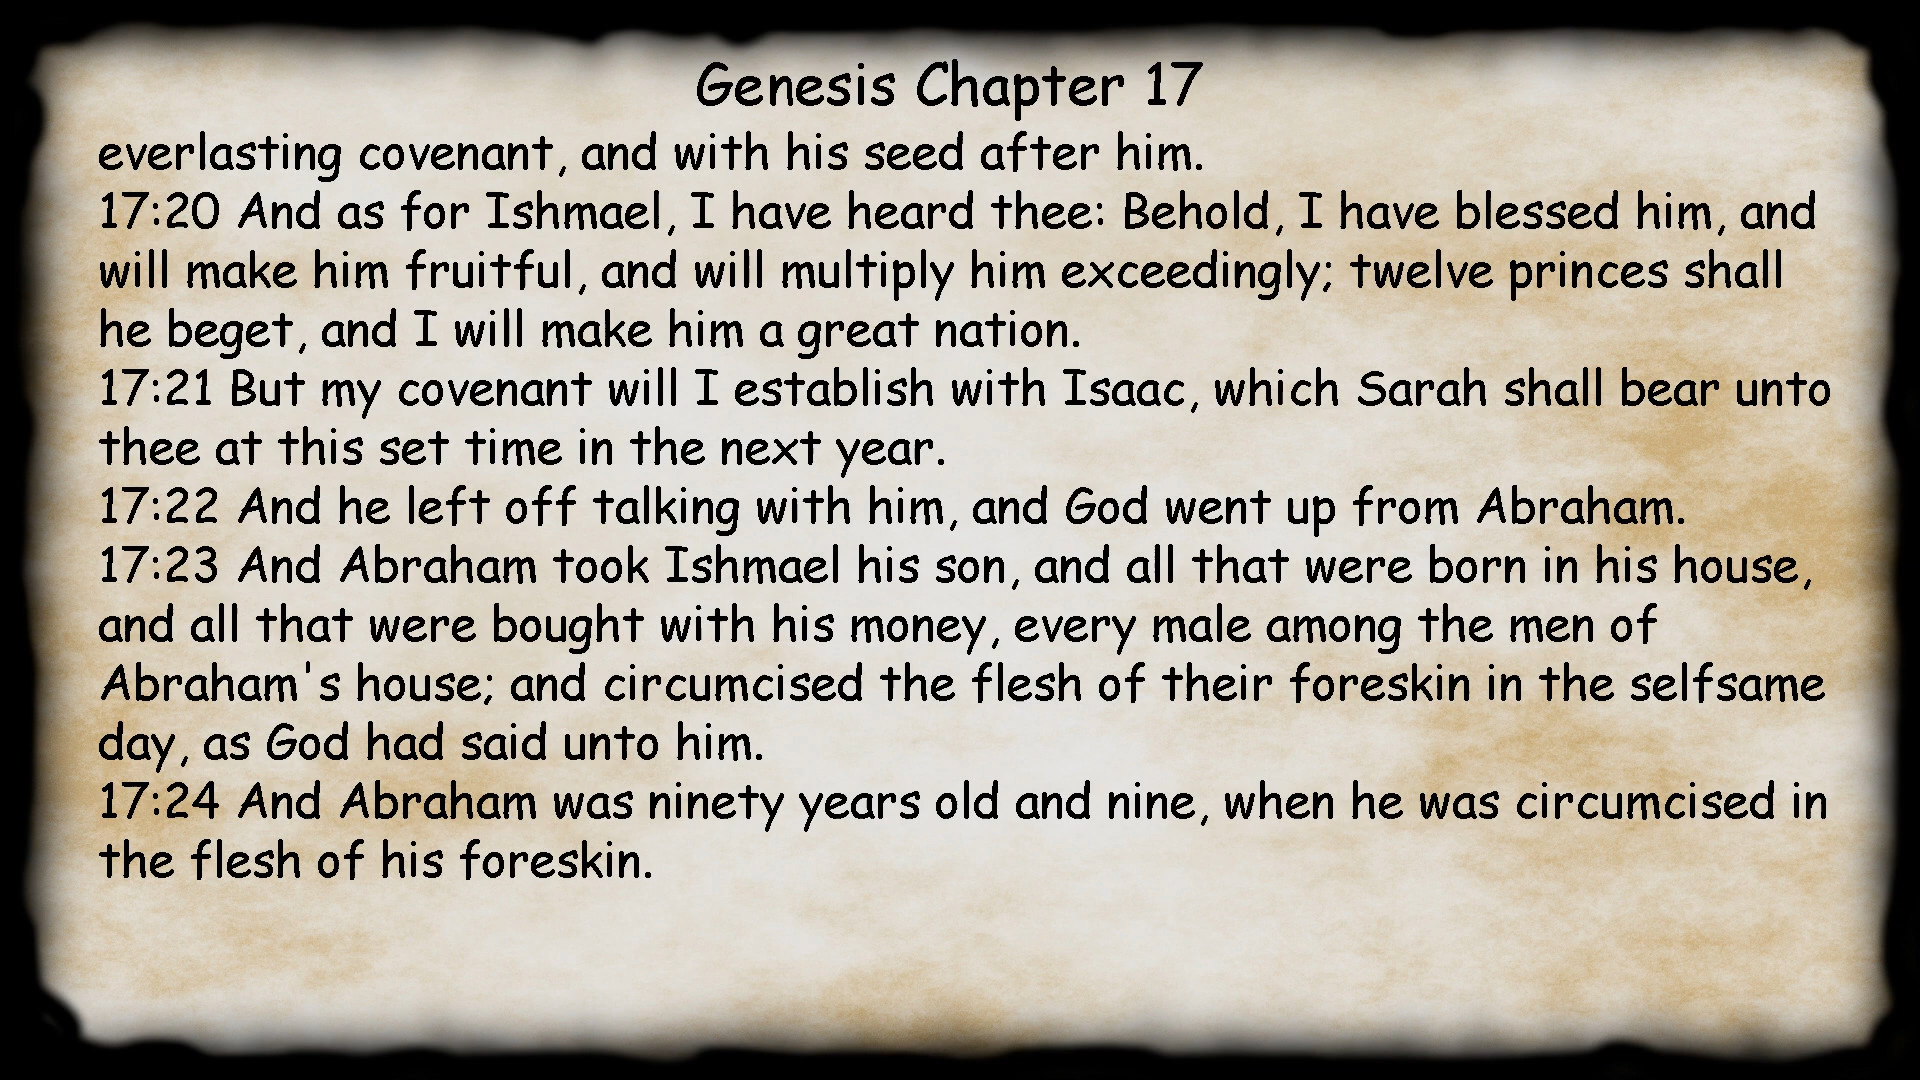 Genesis Chapter 17
everlasting covenant, and with his seed after him.
17:20 And as for Ishmael, I have heard thee: Behold, I have blessed him, and
will make him fruitful, and will multiply him exceedingly; twelve princes shall
he beget, and I will make him a great nation.
17:21 But my covenant will I establish with Isaac, which Sarah shall bear unto
thee at this set time in the next year.
17:22 And he left off talking with him, and God went up from Abraham.
17:23 And Abraham took Ishmael his son, and all that were born in his house,
and all that were bought with his money, every male among the men of
Abraham's house; and circumcised the flesh of their foreskin in the selfsame
day, as God had said unto him.
17:24 And Abraham was ninety years old and nine, when he was circumcised in
the flesh of his foreskin.